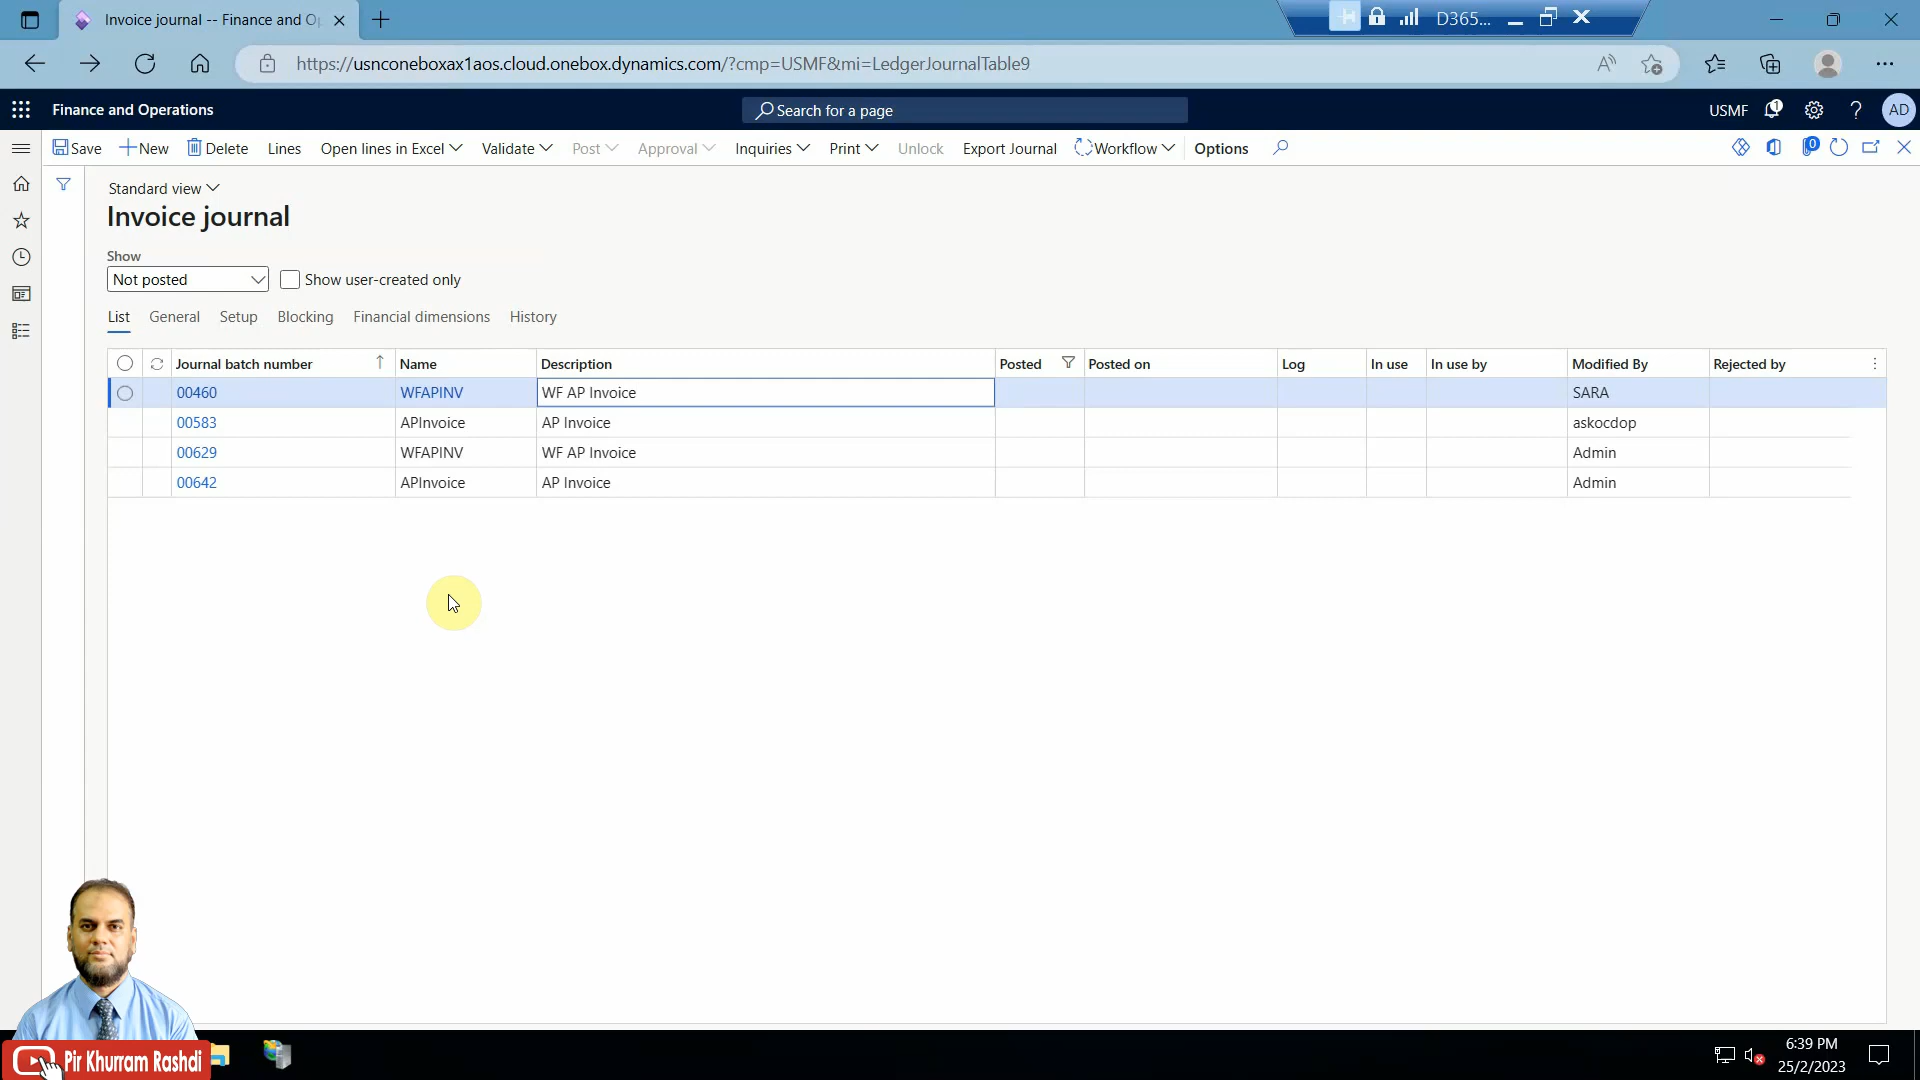 Invoice journal -- Finance and Op
D365...
https://usnconeboxax1aos.cloud.onebox.dynamics.com/?cmp=USMF&mi=LedgerJournalTable9
Finance and Operations
Search for a page
USMF
1
?
AD
Save
New
Delete
Lines
Open lines in Excel
Validate
Post
Approval
Inquiries
Print
Unlock
Export Journal
Workflow
Options
0
Standard view
Invoice journal
Show
Not posted
Show user-created only
List General Setup Blocking Financial dimensions History
Journal batch number Name Description Posted Posted on Log In use In use by Modified By Rejected by
00460 WFAPINV WF AP Invoice SARA
00583 APInvoice AP Invoice askocdop
00629 WFAPINV WF AP Invoice Admin
00642 APInvoice AP Invoice Admin
Pir Khurram Rashdi
6:39 PM
25/2/2023